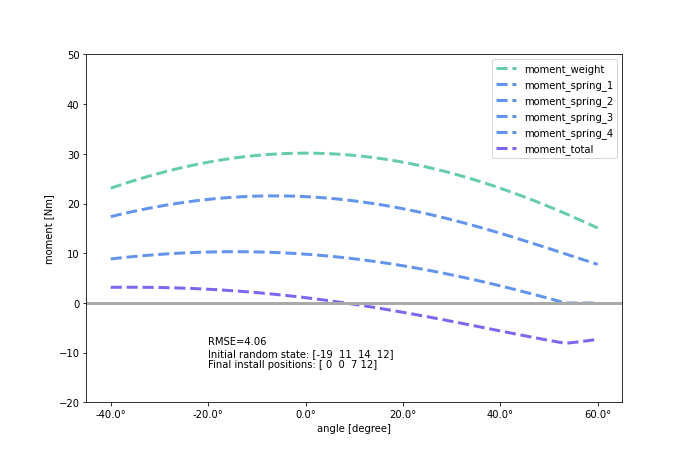 50
40
30
20
10
0
−10
−20
moment [Nm]
moment_weight
moment_spring_1
moment_spring_2
moment_spring_3
moment_spring_4
moment_total
RMSE=4.06
Initial random state: [-19  11  14  12]
Final install positions: [ 0  0  7 12]
-40.0° -20.0° 0.0° 20.0° 40.0° 60.0°
angle [degree]